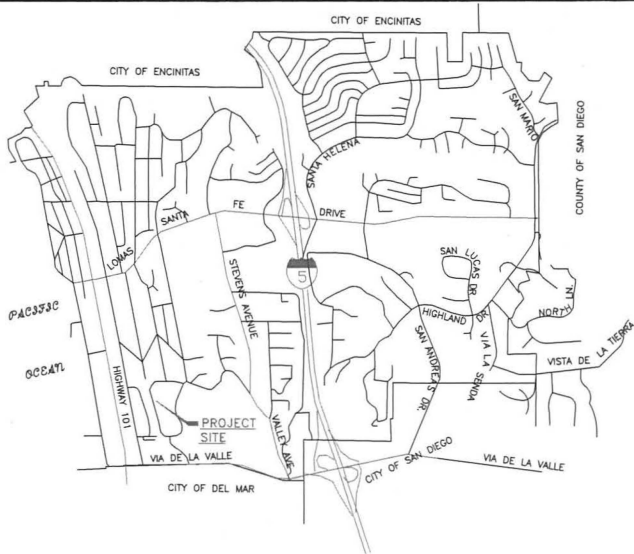 CITY OF ENCINITAS
CITY OF ENCINITAS
SAN MARIO
COUNTY OF SAN DIEGO
SANTA HELENA
LOMAS SANTA FE DRIVE
STEVENS AVENUE
5
SAN LUCAS DR
HIGHLAND DR
VIA LA SENDA
NORTH LN.
VISTA DE LA TIERRA
SAN ANDREAS DR.
PACIFIC
OCEAN
HIGHWAY 101
PROJECT
SITE
VALLEY AVE
VIA DE LA VALLE
CITY OF DEL MAR
CITY OF SAN DIEGO
VIA DE LA VALLE